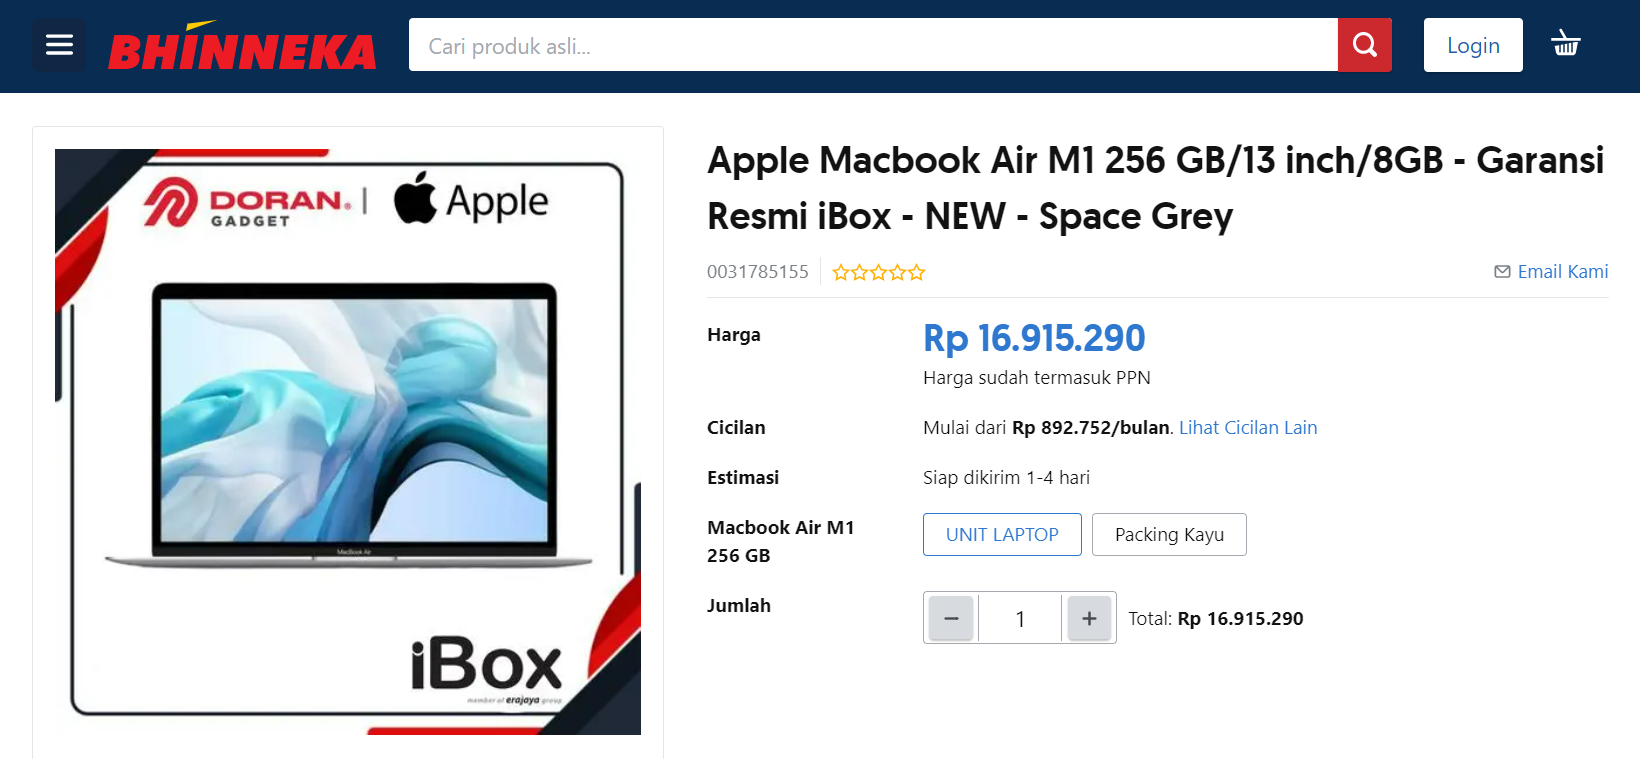 BHINNEKA
Cari produk asli...
Login
DORAN
GADGET
Apple
MacBook Air
iBox
member of erajaya group
Apple Macbook Air M1 256 GB/13 inch/8GB - Garansi
Resmi iBox - NEW - Space Grey
0031785155
Email Kami
Harga
Rp 16.915.290
Harga sudah termasuk PPN
Cicilan
Mulai dari Rp 892.752/bulan. Lihat Cicilan Lain
Estimasi
Siap dikirim 1-4 hari
Macbook Air M1
256 GB
UNIT LAPTOP
Packing Kayu
Jumlah
1
Total: Rp 16.915.290